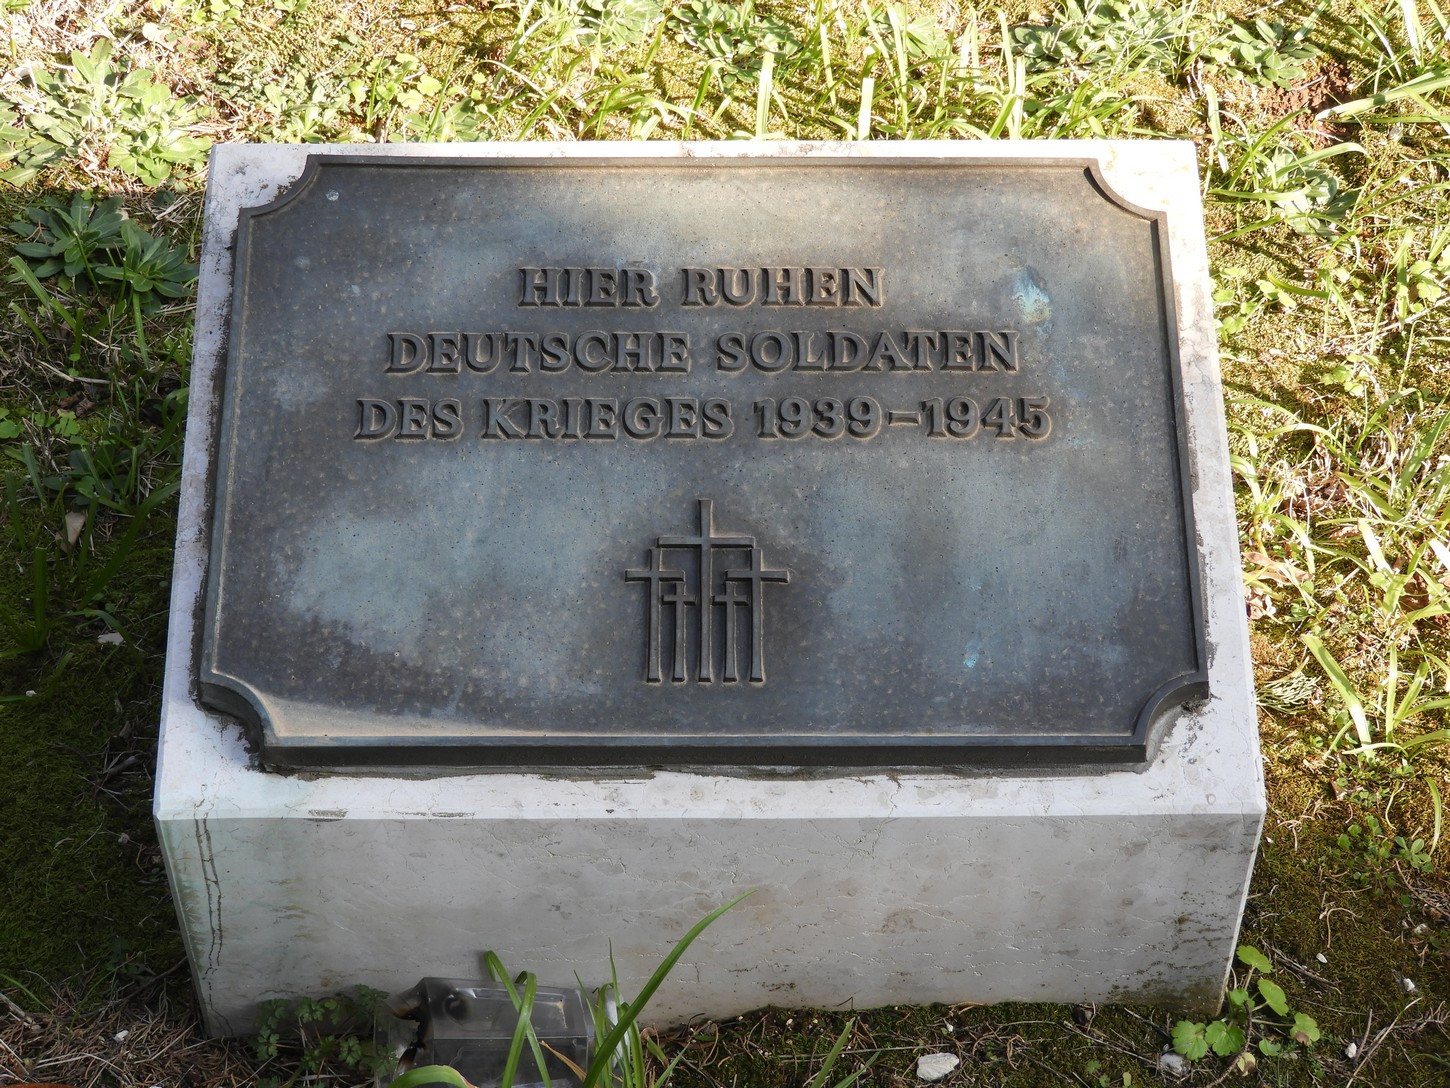 HIER RUHEN
DEUTSCHE SOLDATEN
DES KRIEGES 1939–1945